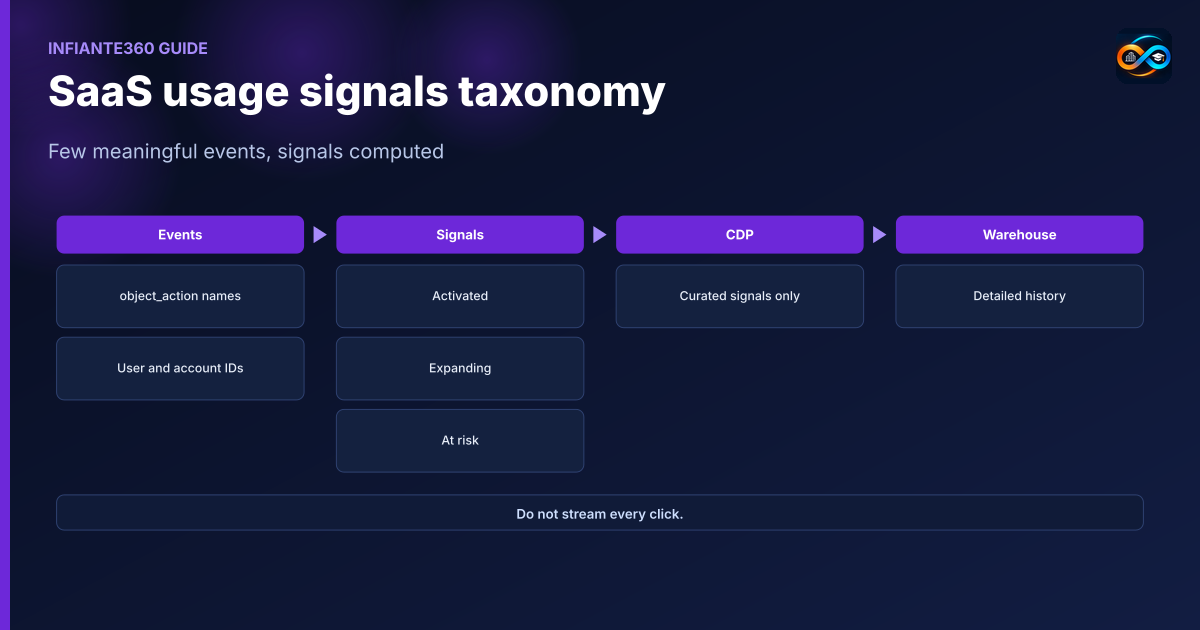 INFIANTE360 GUIDE
SaaS usage signals taxonomy
Few meaningful events, signals computed
Events
Signals
CDP
Warehouse
object_action names
Activated
Curated signals only
Detailed history
User and account IDs
Expanding
At risk
Do not stream every click.